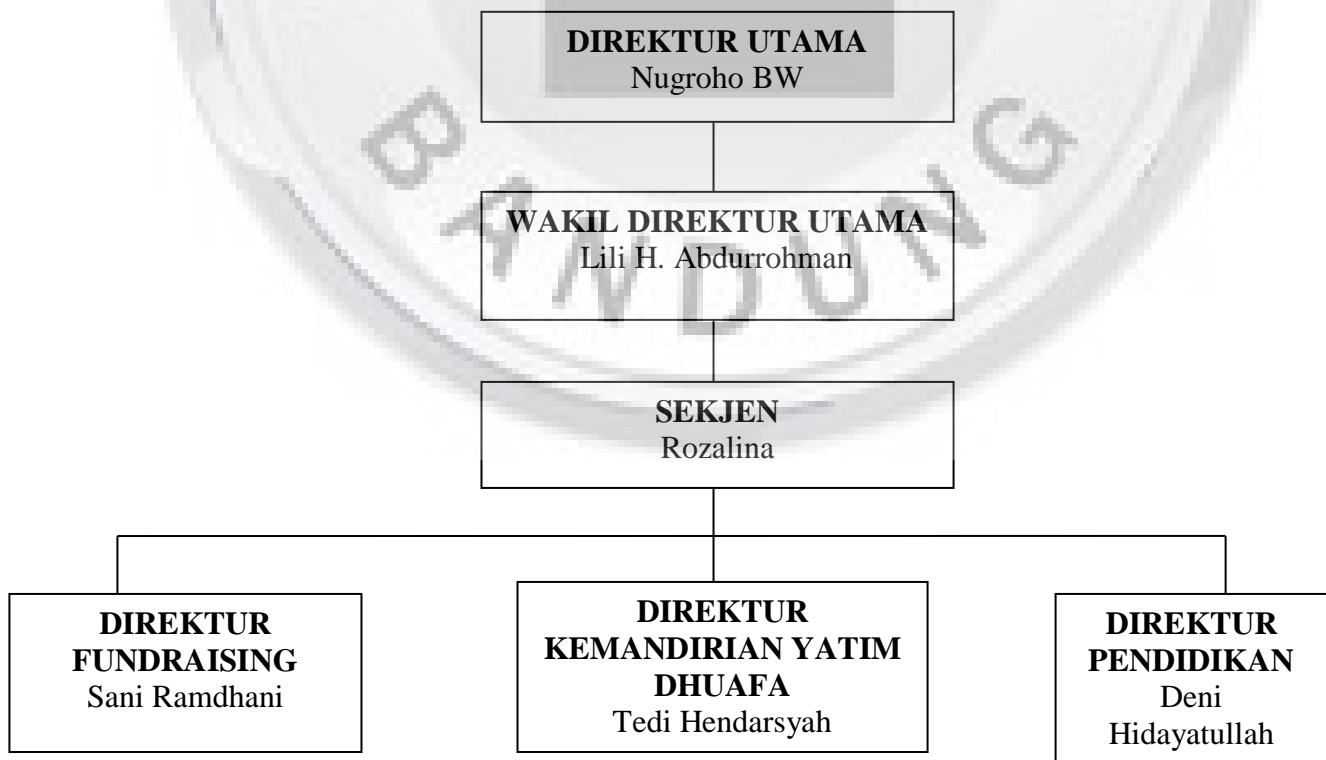 DIREKTUR UTAMA
Nugroho BW
WAKIL DIREKTUR UTAMA
Lili H. Abdurrohman
BANDUNG
SEKJEN
Rozalina
DIREKTUR
FUNDRAISING
Sani Ramdhani
DIREKTUR
KEMANDIRIAN YATIM
DHUAFA
Tedi Hendarsyah
DIREKTUR
PENDIDIKAN
Deni
Hidayatullah